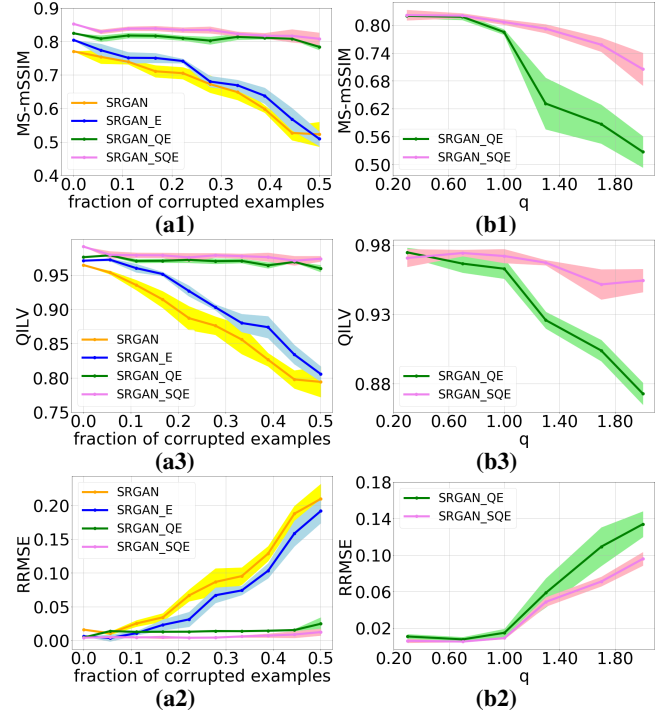 0.9
0.8
0.7
0.6
0.5
0.4
MS-mSSIM
SRGAN
SRGAN_E
SRGAN_QE
SRGAN_SQE
0.0 0.1 0.2 0.3 0.4 0.5
fraction of corrupted examples
(a1)
0.80
0.74
0.68
0.62
0.56
0.50
MS-mSSIM
SRGAN_QE
SRGAN_SQE
0.20 0.60 1.00 1.40 1.80
q
(b1)
0.95
0.90
0.85
0.80
0.75
QILV
SRGAN
SRGAN_E
SRGAN_QE
SRGAN_SQE
0.0 0.1 0.2 0.3 0.4 0.5
fraction of corrupted examples
(a3)
0.98
0.93
0.88
QILV
SRGAN_QE
SRGAN_SQE
0.20 0.60 1.00 1.40 1.80
q
(b3)
0.20
0.15
0.10
0.05
0.00
RRMSE
SRGAN
SRGAN_E
SRGAN_QE
SRGAN_SQE
0.0 0.1 0.2 0.3 0.4 0.5
fraction of corrupted examples
(a2)
0.18
0.14
0.10
0.06
0.02
RRMSE
SRGAN_QE
SRGAN_SQE
0.20 0.60 1.00 1.40 1.80
q
(b2)